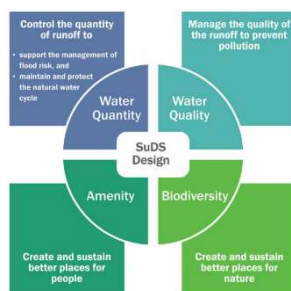 Control the quantity
of runoff to
• support the management of
flood risk, and
• maintain and protect
the natural water
cycle
Manage the quality of
the runoff to prevent
pollution
Water
Quantity
Water
Quality
SuDS
Design
Amenity
Biodiversity
Create and sustain
better places for
people
Create and sustain
better places for
nature